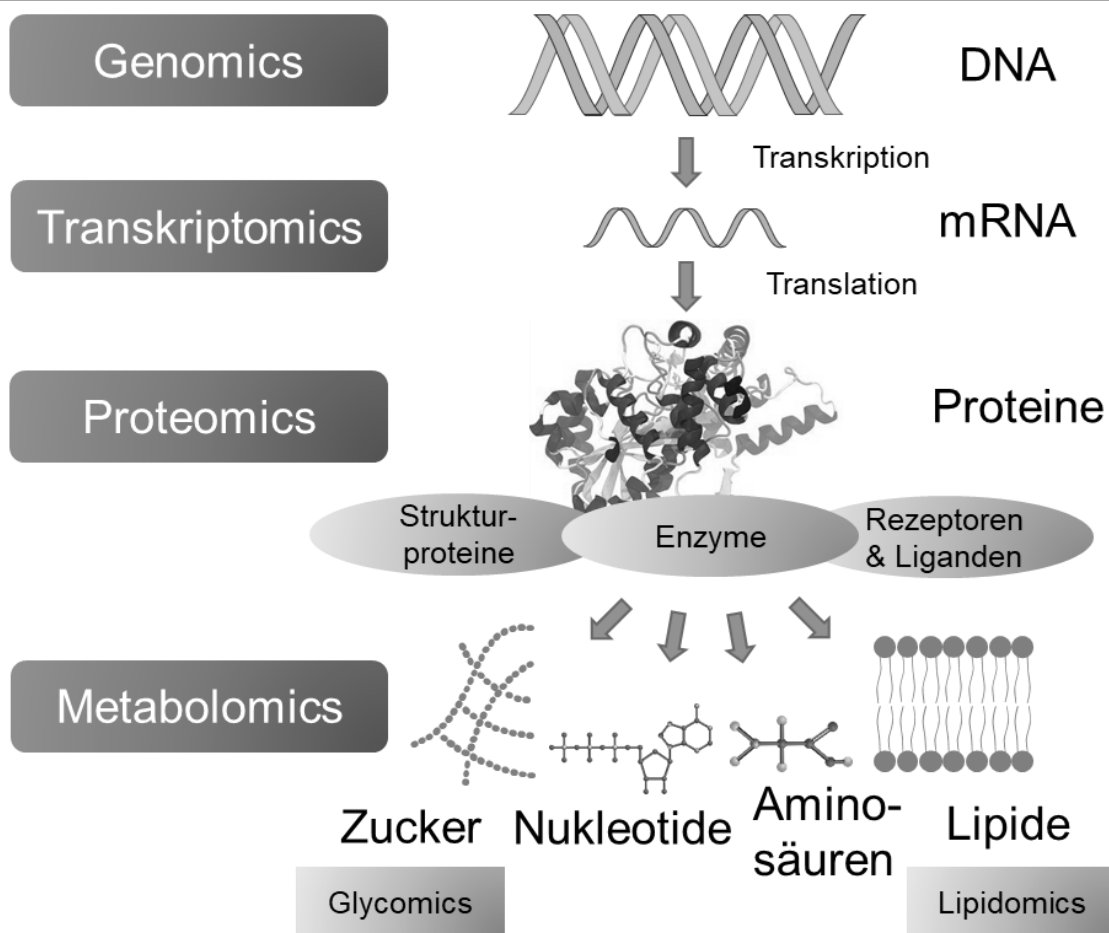 Genomics
DNA
Transkription
Transkriptomics
mRNA
Translation
Proteomics
Proteine
Struktur-
proteine
Enzyme
Rezeptoren
& Liganden
Metabolomics
Zucker
Nukleotide
Amino-
säuren
Lipide
Glycomics
Lipidomics